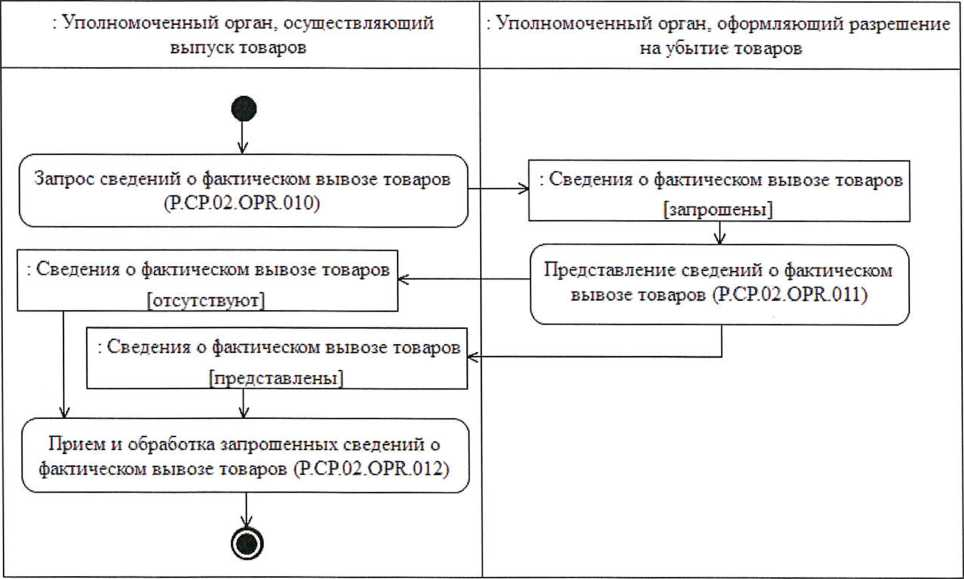 : Уполномоченный орган, осуществляющий
выпуск товаров
: Уполномоченный орган, оформляющий разрешение
на убытие товаров
Запрос сведений о фактическом вывозе товаров
(P.CP.02.OPR.010)
: Сведения о фактическом вывозе товаров
[запрошены]
: Сведения о фактическом вывозе товаров
[отсутствуют]
Представление сведений о фактическом
вывозе товаров (P.CP.02.OPR.011)
: Сведения о фактическом вывозе товаров
[представлены]
Прием и обработка запрошенных сведений о
фактическом вывозе товаров (P.CP.02.OPR.012)